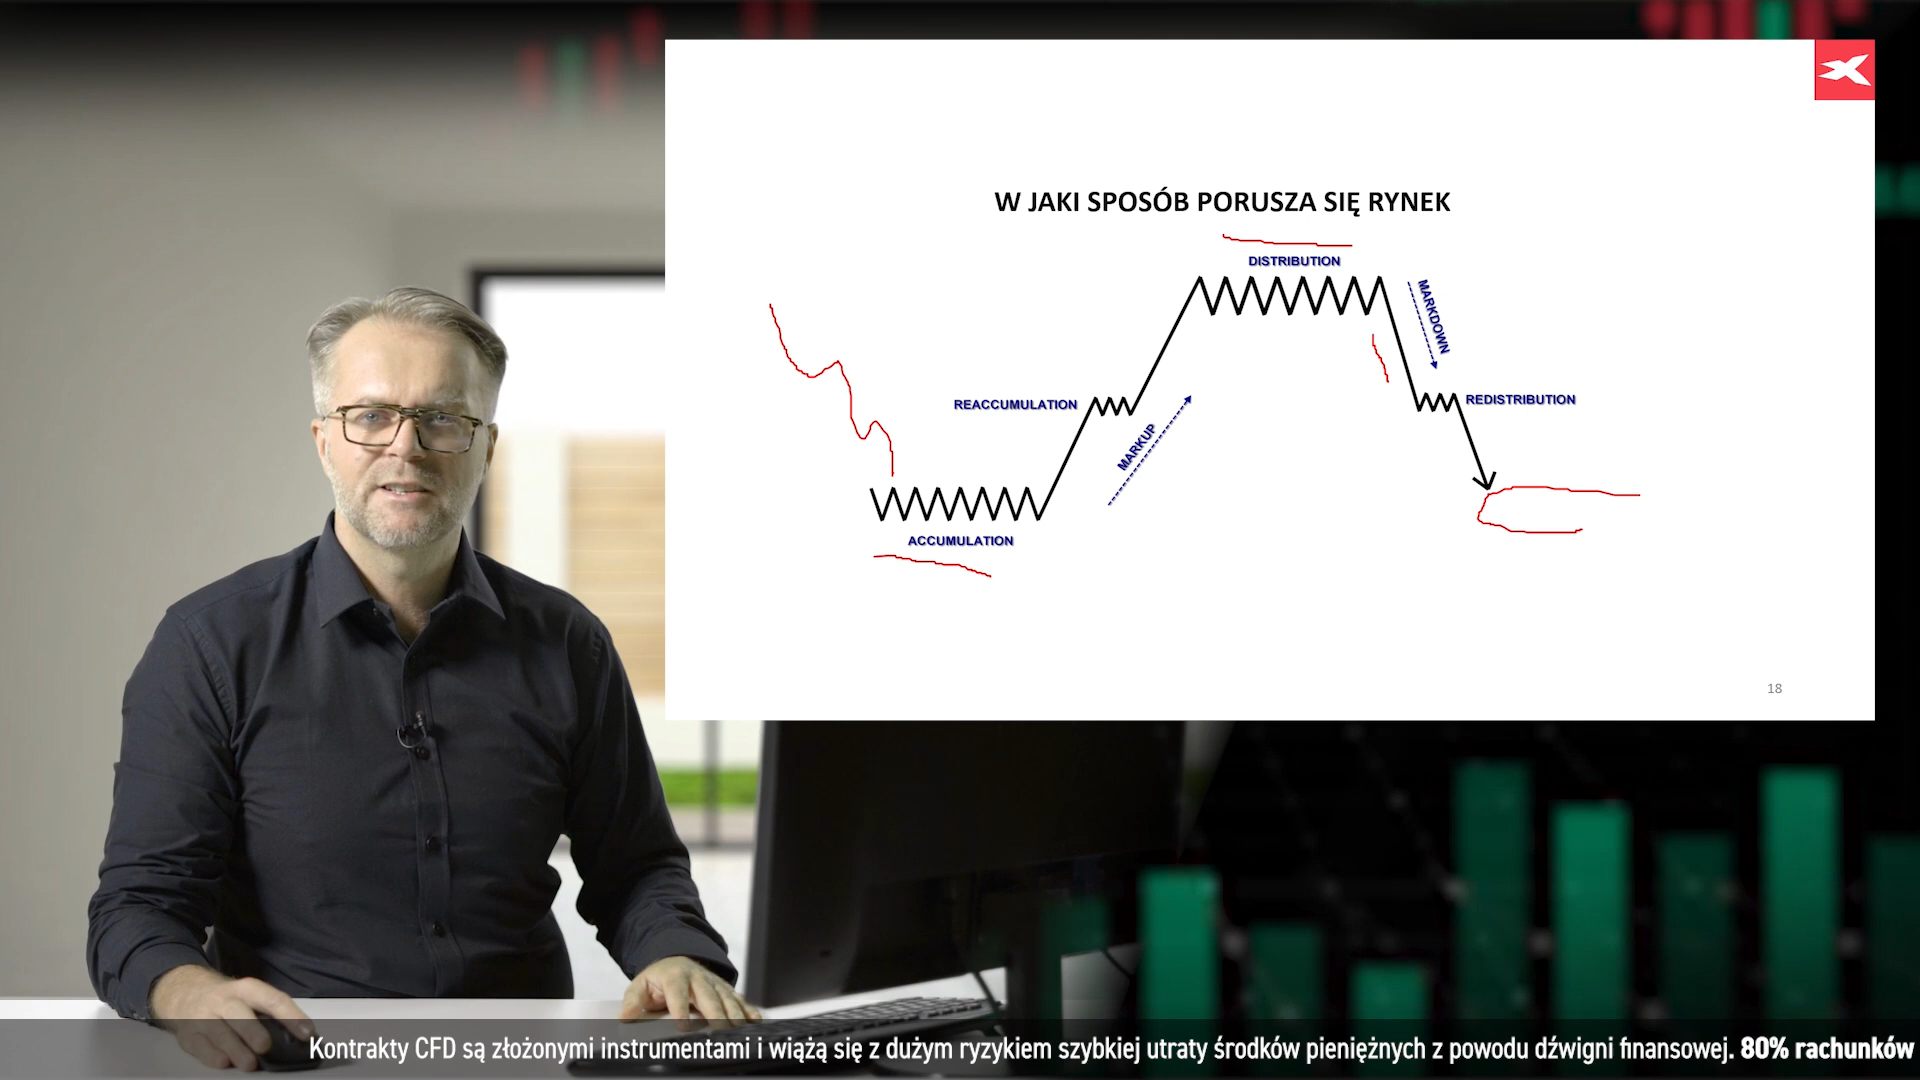 W JAKI SPOSÓB PORUSZA SIĘ RYNEK
DISTRIBUTION
MARKDOWN
REACCUMULATION
REDISTRIBUTION
MARKUP
ACCUMULATION
18
Kontrakty CFD są złożonymi instrumentami i wiążą się z dużym ryzykiem szybkiej utraty środków pieniężnych z powodu dźwigni finansowej. 80% rachunków